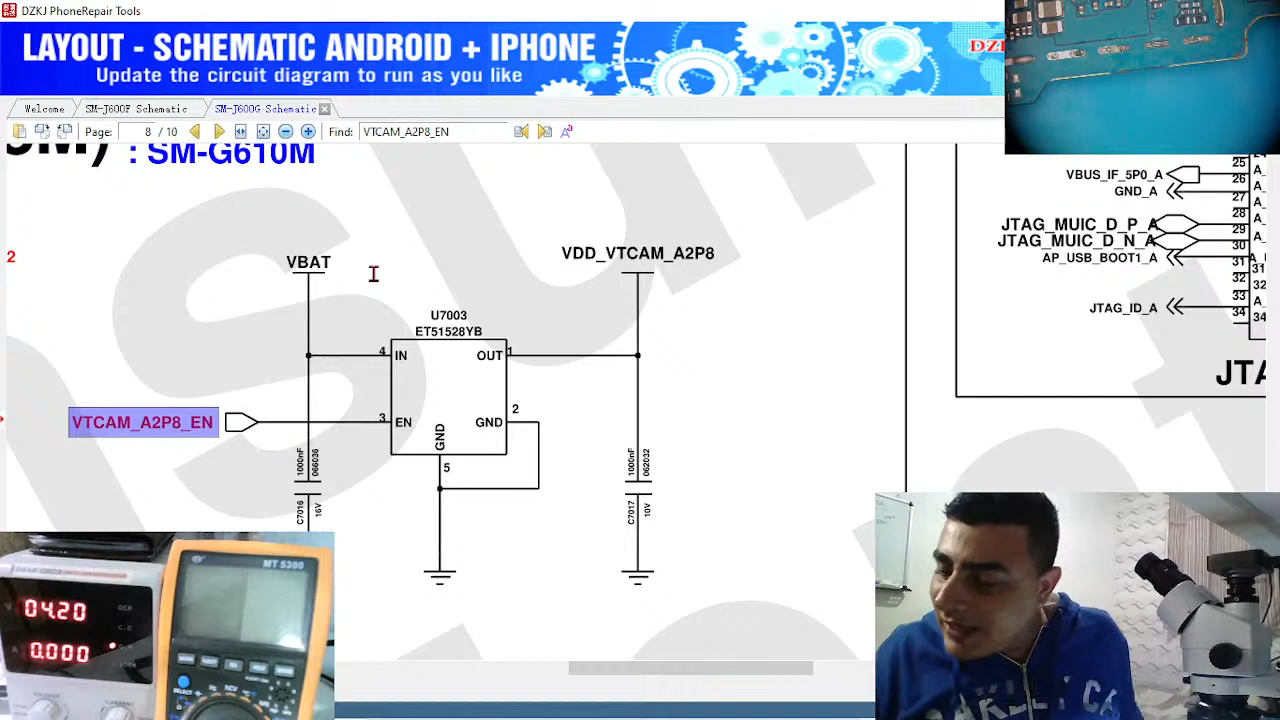 DZKJ PhoneRepair Tools
LAYOUT - SCHEMATIC ANDROID + IPHONE
Update the circuit diagram to run as you like
Welcome
SM-J600F Schematic
SM-J600G Schematic
Page: 8 / 10
Find: VTCAM_A2P8_EN
: SM-G610M
2
VBAT
VDD_VTCAM_A2P8
U7003
ET51528YB
4 IN
OUT 1
VTCAM_A2P8_EN
3 EN
GND 2
GND
5
1000nF
066036
C7016
16V
1000nF
062032
C7017
10V
VBUS_IF_5P0_A
GND_A
JTAG_MUIC_D_P_A
JTAG_MUIC_D_N_A
AP_USB_BOOT1_A
JTAG_ID_A
25
26
27
28
29
30
31
32
33
34
MT 5300
04.20
0.000